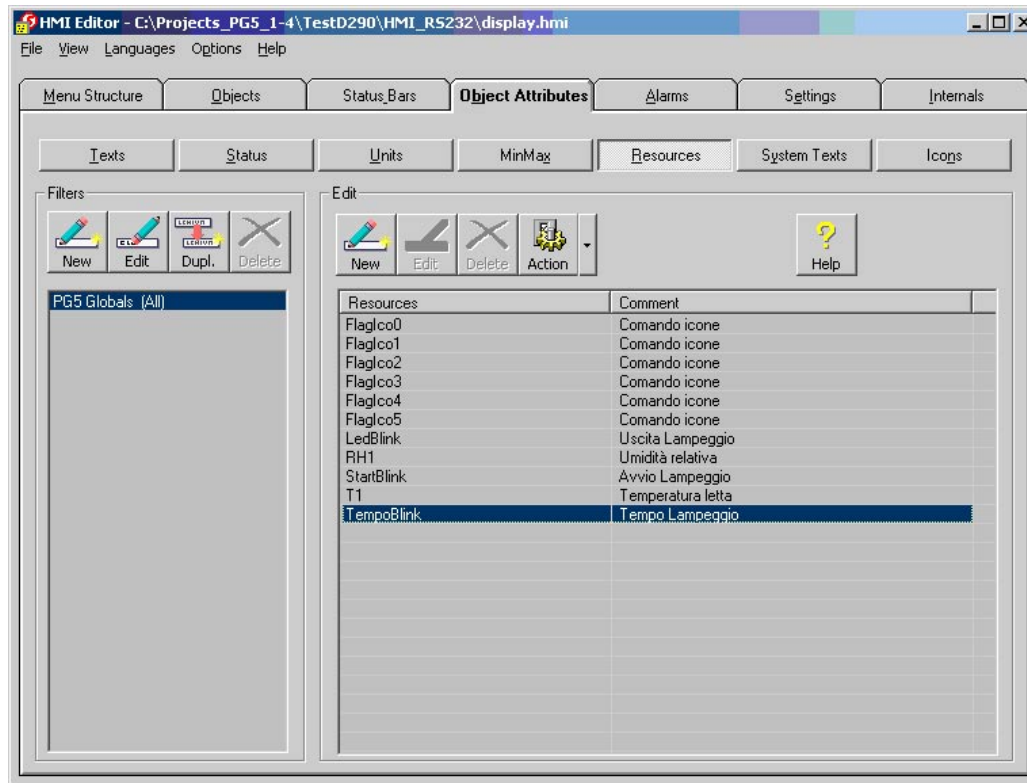 HMI Editor - C:\Projects_PG5_1-4\TestD290\HMI_RS232\display.hmi
File View Languages Options Help
Menu Structure Objects Status_Bars Object Attributes Alarms Settings Internals
Texts Status Units MinMax Resources System Texts Icons
Filters Edit
New Edit Dupl. Delete New Edit Delete Action Help
PG5 Globals (All)
Resources Comment
FlagIco0 Comando icone
FlagIco1 Comando icone
FlagIco2 Comando icone
FlagIco3 Comando icone
FlagIco4 Comando icone
FlagIco5 Comando icone
LedBlink Uscita Lampeggio
RH1 Umidità relativa
StartBlink Avvio Lampeggio
T1 Temperatura letta
TempoBlink Tempo Lampeggio